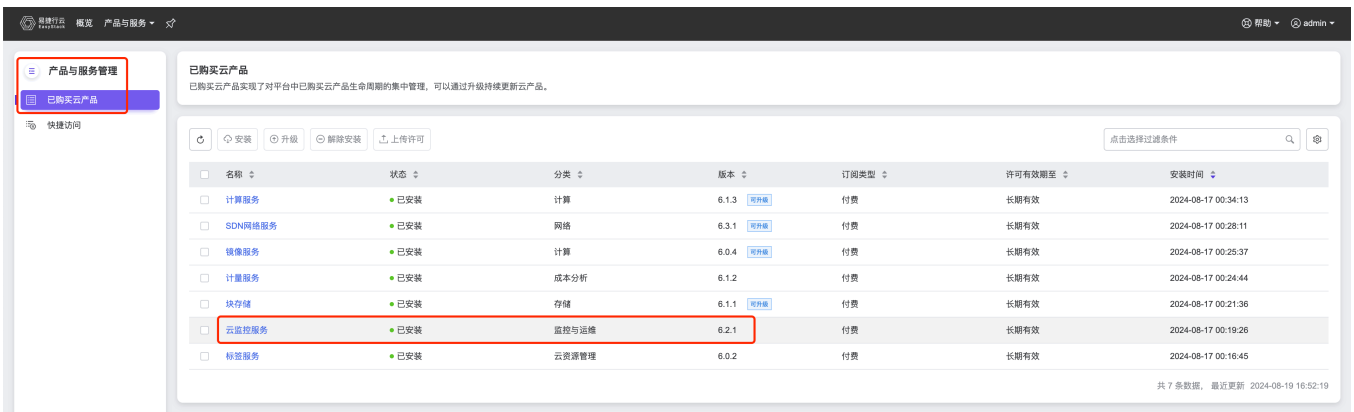 易捷行云 EasyStack 概览 产品与服务 帮助 admin
产品与服务管理
已购买云产品
快捷访问
已购买云产品
已购买云产品实现了对平台中已购买云产品生命周期的集中管理，可以通过升级持续更新云产品。
安装 升级 解除安装 上传许可 点击选择过滤条件
名称 状态 分类 版本 订阅类型 许可有效期至 安装时间
计算服务 已安装 计算 6.1.3 可升级 付费 长期有效 2024-08-17 00:34:13
SDN网络服务 已安装 网络 6.3.1 可升级 付费 长期有效 2024-08-17 00:28:11
镜像服务 已安装 计算 6.0.4 可升级 付费 长期有效 2024-08-17 00:25:37
计量服务 已安装 成本分析 6.1.2 付费 长期有效 2024-08-17 00:24:44
块存储 已安装 存储 6.1.1 可升级 付费 长期有效 2024-08-17 00:21:36
云监控服务 已安装 监控与运维 6.2.1 付费 长期有效 2024-08-17 00:19:26
标签服务 已安装 云资源管理 6.0.2 付费 长期有效 2024-08-17 00:16:45
共 7 条数据， 最近更新 2024-08-19 16:52:19